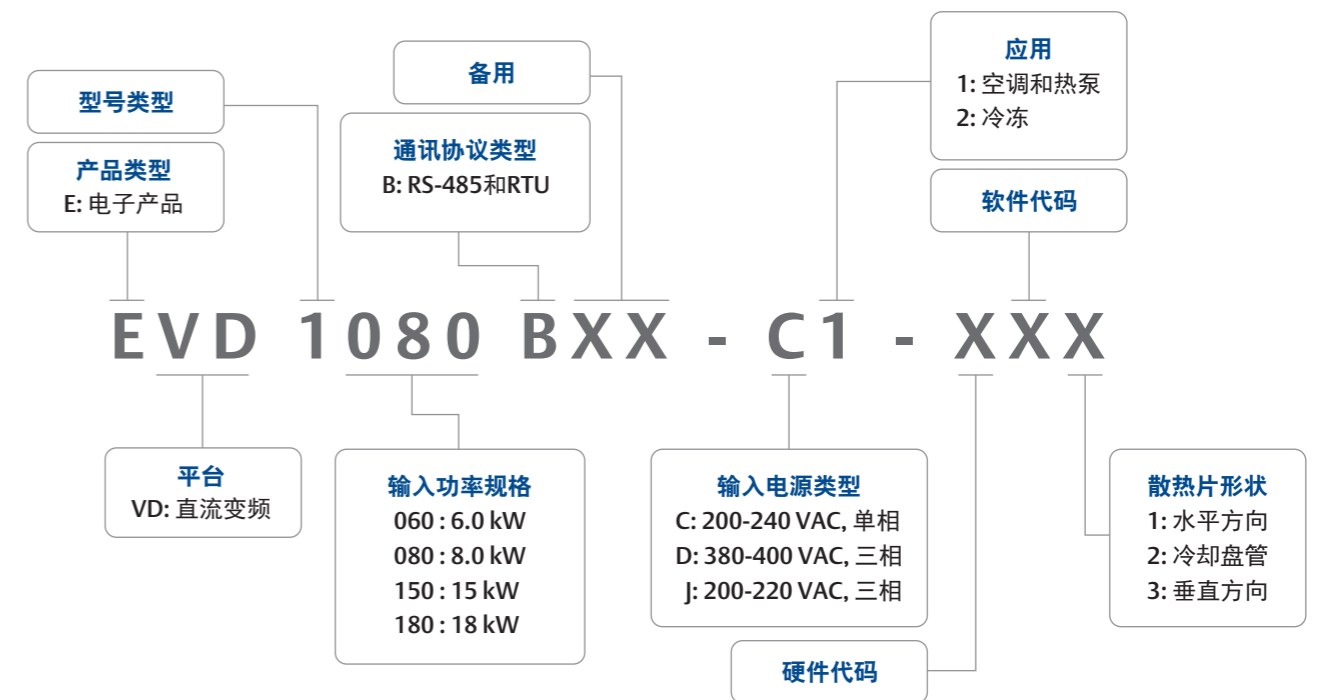 备用
型号类型
通讯协议类型
B: RS-485和RTU
产品类型
E: 电子产品
应用
1: 空调和热泵
2: 冷冻
软件代码
EVD 1080 BXX - C1 - XXX
平台
VD: 直流变频
输入功率规格
060 : 6.0 kW
080 : 8.0 kW
150 : 15 kW
180 : 18 kW
输入电源类型
C: 200-240 VAC, 单相
D: 380-400 VAC, 三相
J: 200-220 VAC, 三相
硬件代码
散热片形状
1: 水平方向
2: 冷却盘管
3: 垂直方向